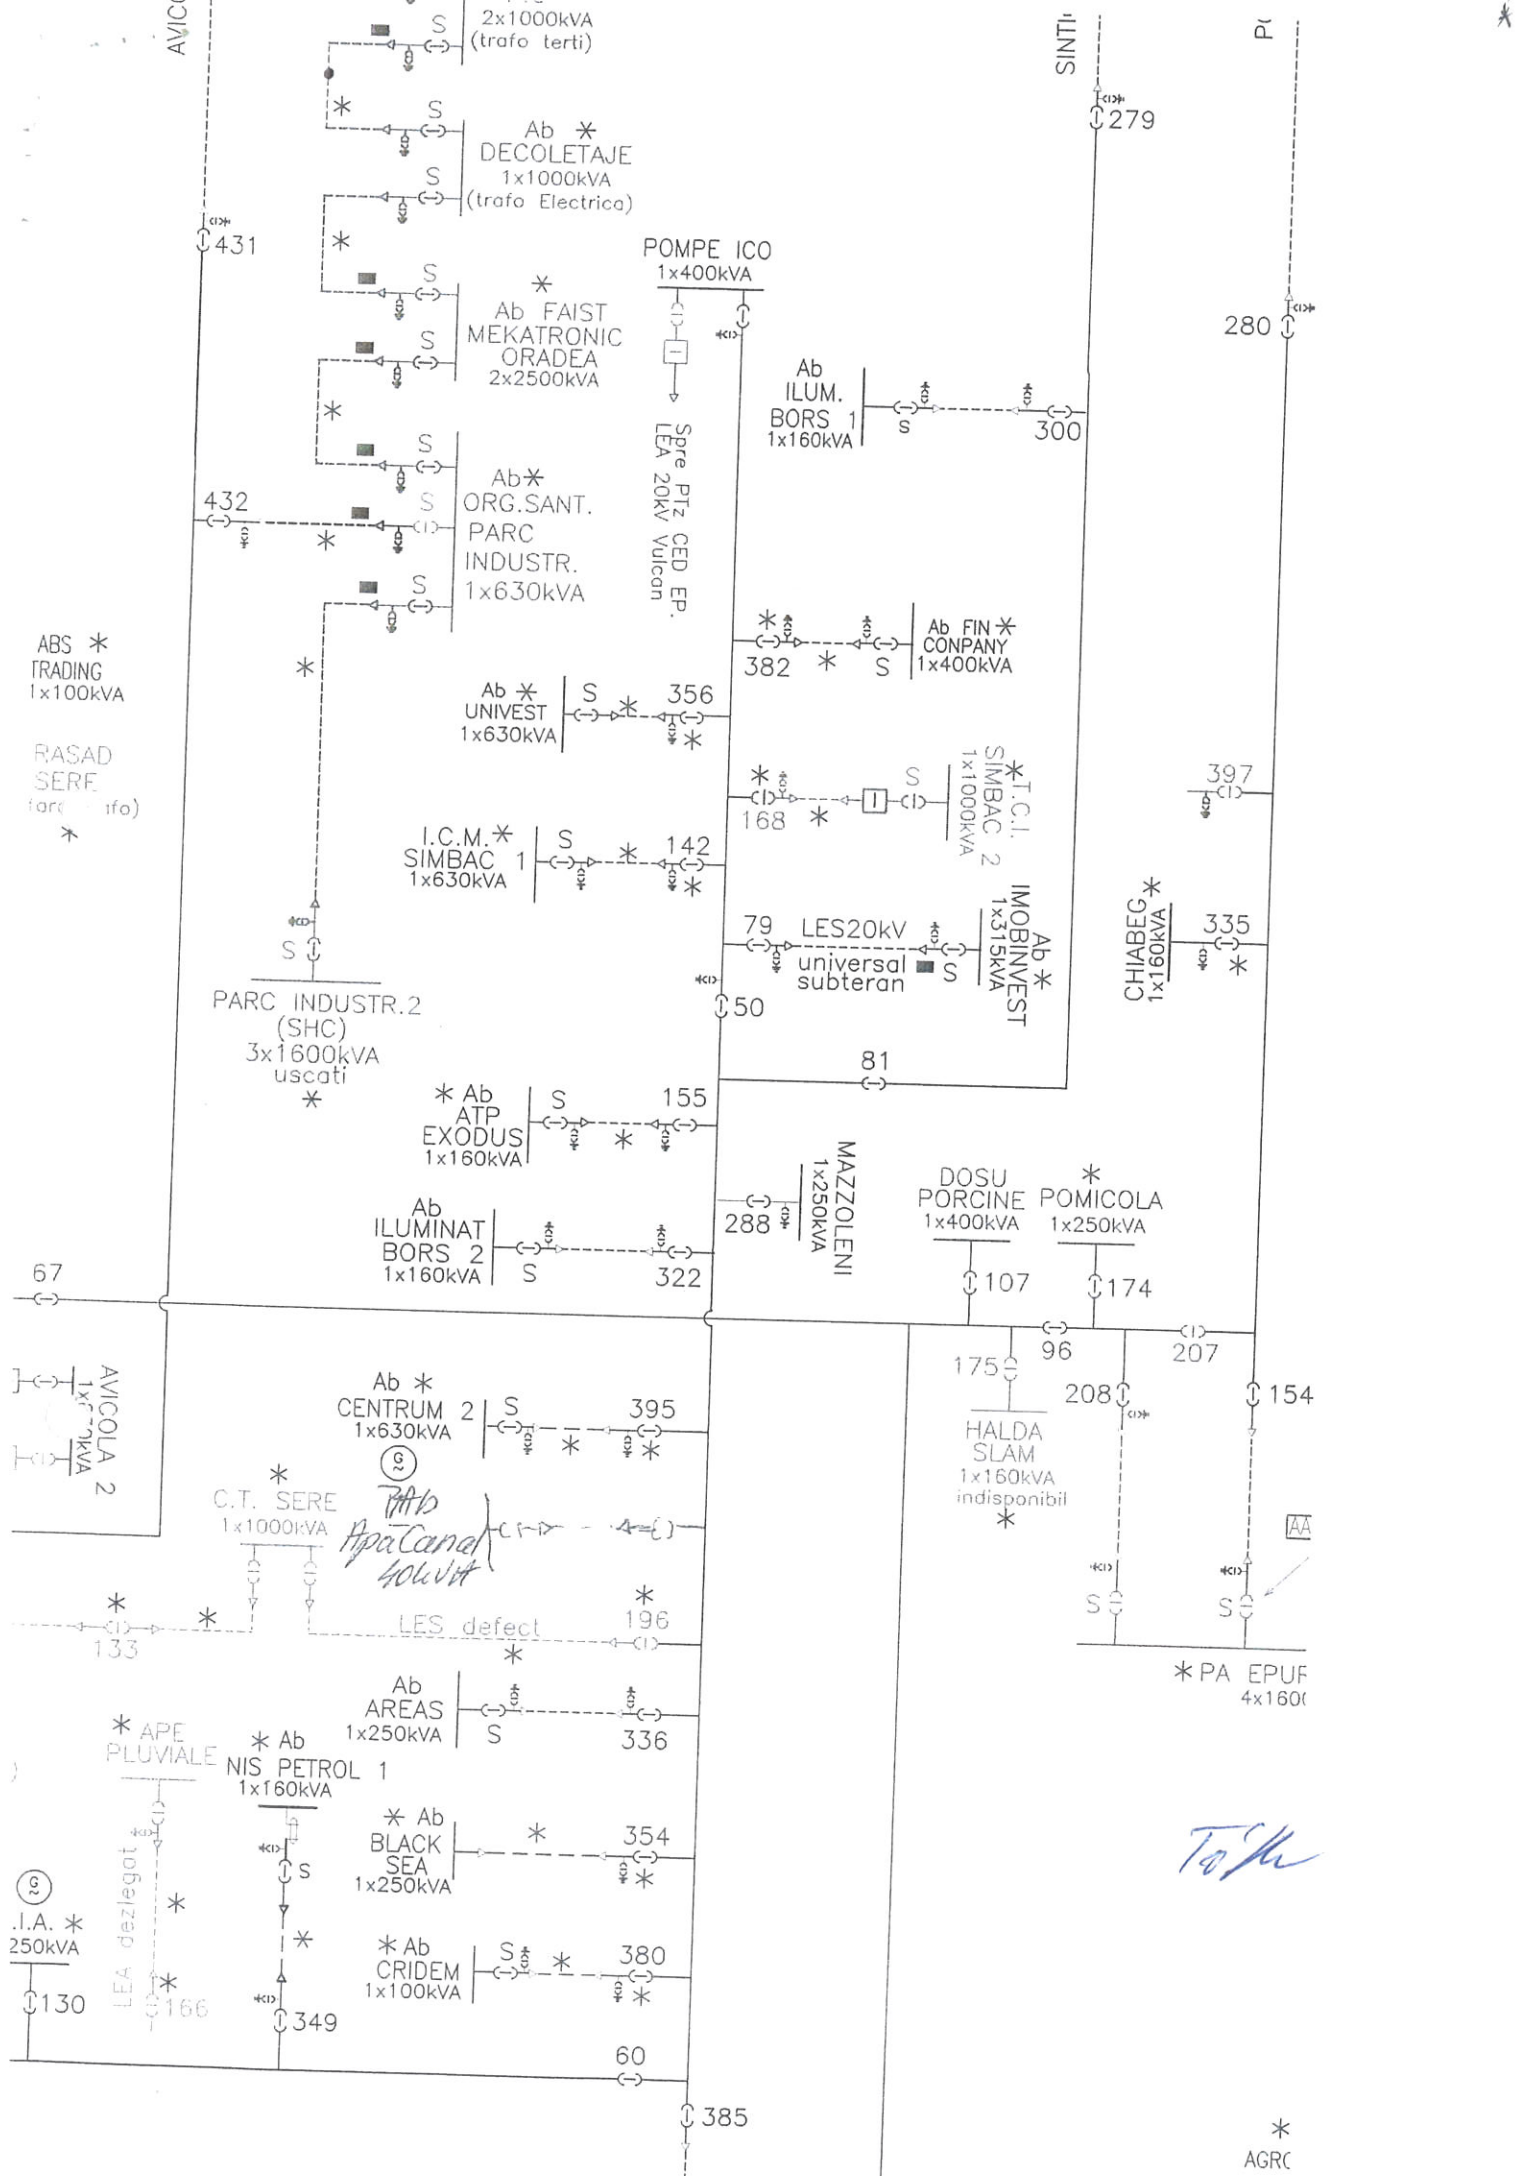 2x1000kVA
(trafo terti)
S
Ab *
DECOLETAJE
1x1000kVA
(trafo Electrica)
S
S
*
431
*
*
Ab FAIST
MEKATRONIC
ORADEA
2x2500kVA
S
S
*
POMPE ICO
1x400kVA
Spre PTz CED EP.
LEA 20kV Vulcan
279
280
Ab
ILUM.
BORS 1
1x160kVA
S
300
432
*
Ab*
ORG.SANT.
PARC
INDUSTR.
1x630kVA
S
S
S
*
ABS *
TRADING
1x100kVA
RASAD
SERE
*
Ab *
UNIVEST
1x630kVA
S
*
356
*
*
382
*
S
Ab FIN *
CONPANY
1x400kVA
*
168
*
S
*T.C.I.
SIMBAC 2
1x1000kVA
397
I.C.M.*
SIMBAC 1
1x630kVA
S
*
142
*
79
LES20kV
universal
subteran
S
Ab *
IMOBINVEST
1x315kVA
CHIABEG *
1x160kVA
335
*
S
PARC INDUSTR.2
(SHC)
3x1600kVA
uscati
*
50
81
* Ab
ATP
EXODUS
1x160kVA
S
*
155
288
MAZZOLENI
1x250kVA
Ab
ILUMINAT
BORS 2
1x160kVA
S
322
DOSU
PORCINE
1x400kVA
107
*
POMICOLA
1x250kVA
174
67
96
207
175
208
154
HALDA
SLAM
1x160kVA
indisponibil
*
AVICOLA 2
Ab *
CENTRUM 2
1x630kVA
S
*
395
*
G
~
*
C.T. SERE
1x1000kVA
PAb
Apa Canal
40kVA
*
133
*
LES defect
*
*
196
S
S
AA
* PA EPUR
Ab
AREAS
1x250kVA
S
336
* APE
PLUVIALE
LEA dezlegat
*
*
166
* Ab
NIS PETROL 1
1x160kVA
S
*
349
* Ab
BLACK
SEA
1x250kVA
*
354
*
G
~
.I.A. *
250kVA
130
* Ab
CRIDEM
1x100kVA
S
*
380
*
60
385
*